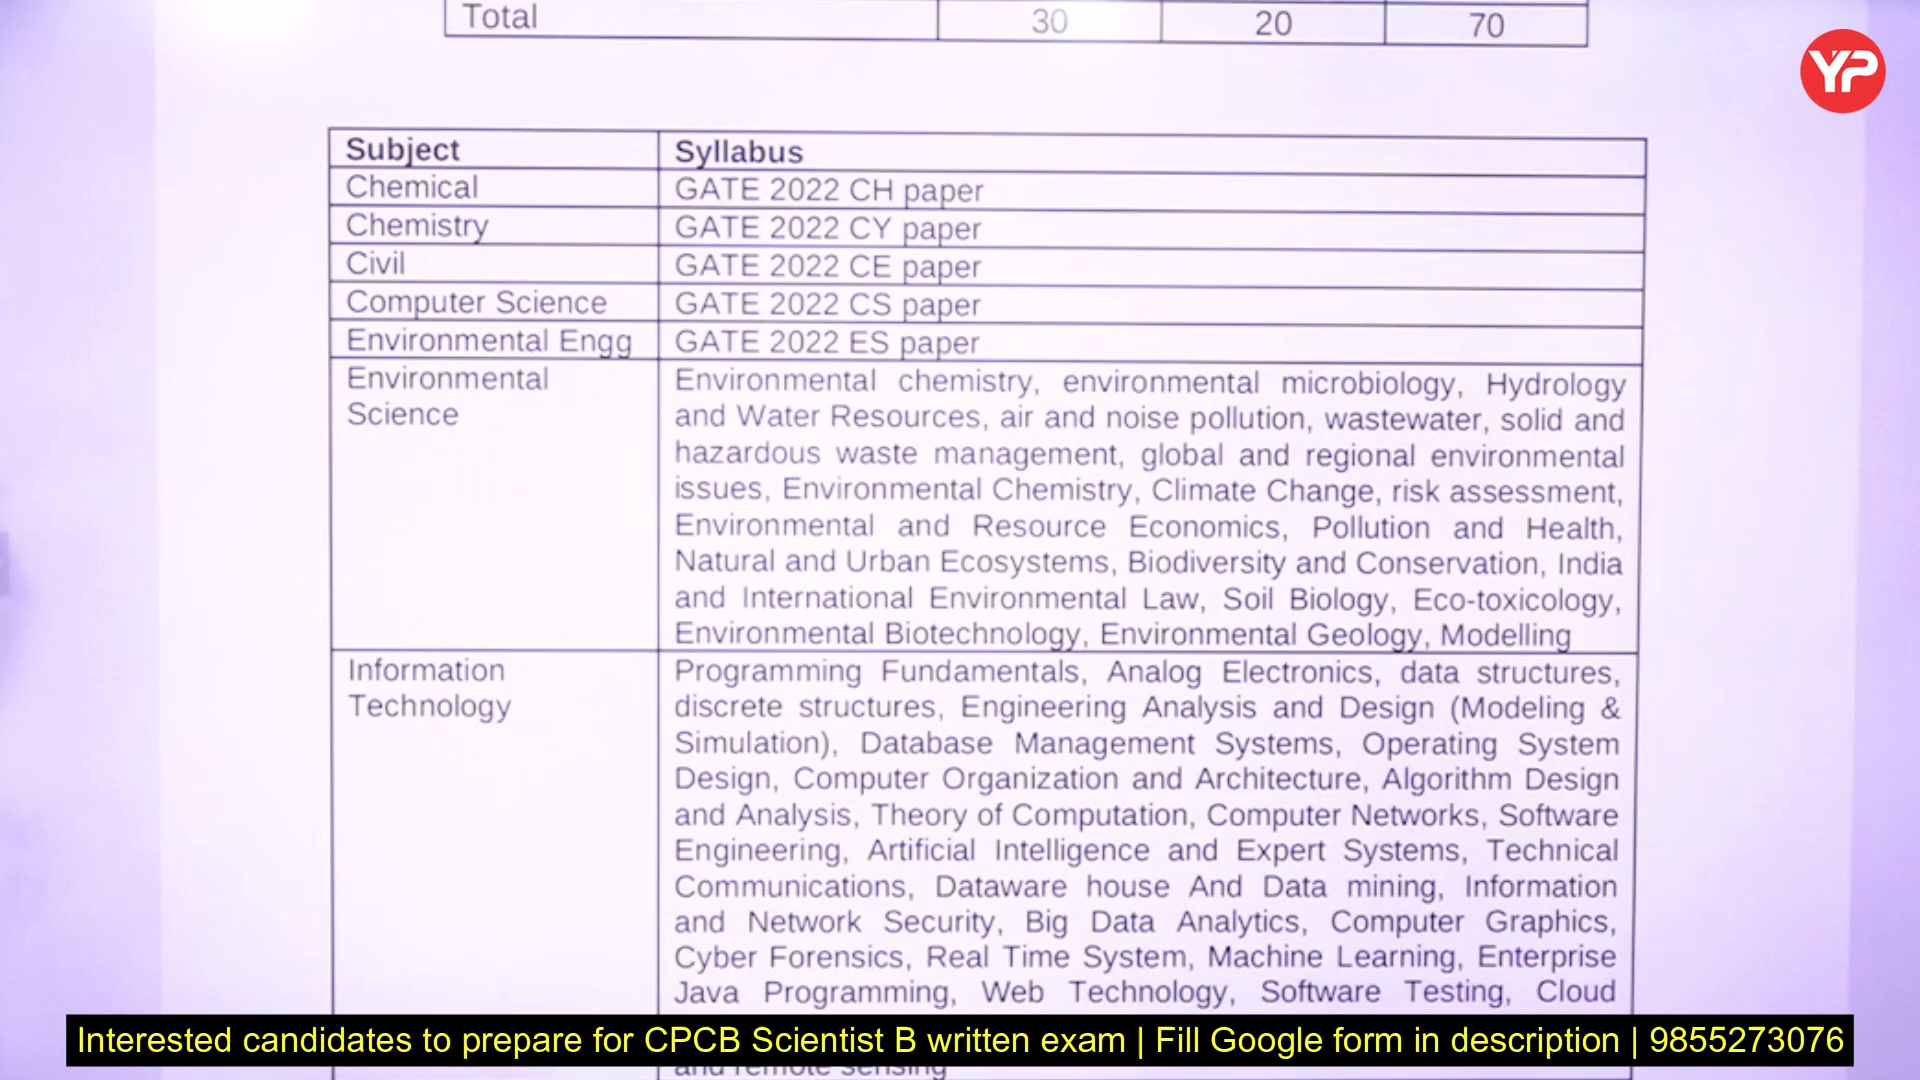 Total 30 20 70
YP
Subject Syllabus
Chemical GATE 2022 CH paper
Chemistry GATE 2022 CY paper
Civil GATE 2022 CE paper
Computer Science GATE 2022 CS paper
Environmental Engg GATE 2022 ES paper
Environmental Science
Environmental chemistry, environmental microbiology, Hydrology
and Water Resources, air and noise pollution, wastewater, solid and
hazardous waste management, global and regional environmental
issues, Environmental Chemistry, Climate Change, risk assessment,
Environmental and Resource Economics, Pollution and Health,
Natural and Urban Ecosystems, Biodiversity and Conservation, India
and International Environmental Law, Soil Biology, Eco-toxicology,
Environmental Biotechnology, Environmental Geology, Modelling
Information Technology
Programming Fundamentals, Analog Electronics, data structures,
discrete structures, Engineering Analysis and Design (Modeling &
Simulation), Database Management Systems, Operating System
Design, Computer Organization and Architecture, Algorithm Design
and Analysis, Theory of Computation, Computer Networks, Software
Engineering, Artificial Intelligence and Expert Systems, Technical
Communications, Dataware house And Data mining, Information
and Network Security, Big Data Analytics, Computer Graphics,
Cyber Forensics, Real Time System, Machine Learning, Enterprise
Java Programming, Web Technology, Software Testing, Cloud
Interested candidates to prepare for CPCB Scientist B written exam | Fill Google form in description | 9855273076
and remote sensing